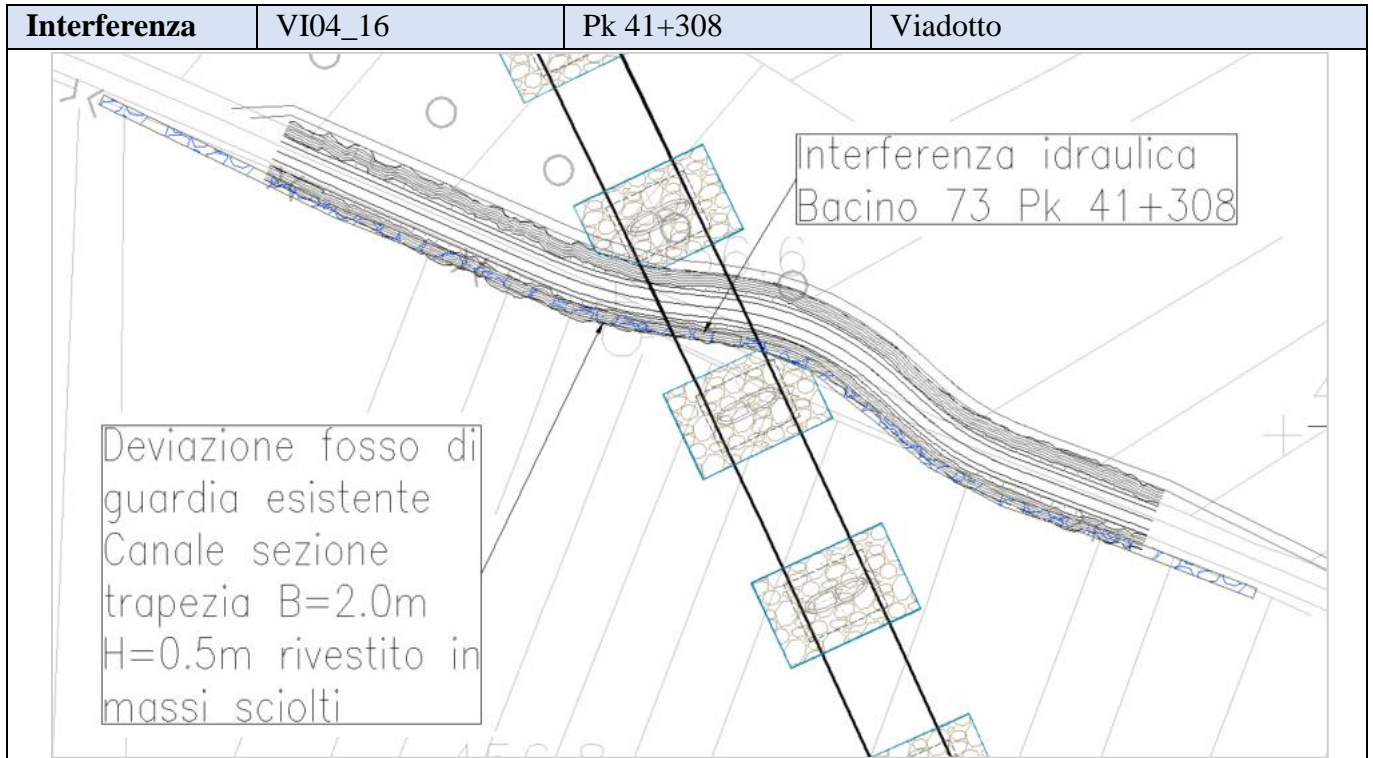 Interferenza VI04_16 Pk 41+308 Viadotto
Interferenza idraulica
Bacino 73 Pk 41+308
Deviazione fosso di
guardia esistente
Canale sezione
trapezia B=2.0m
H=0.5m rivestito in
massi sciolti